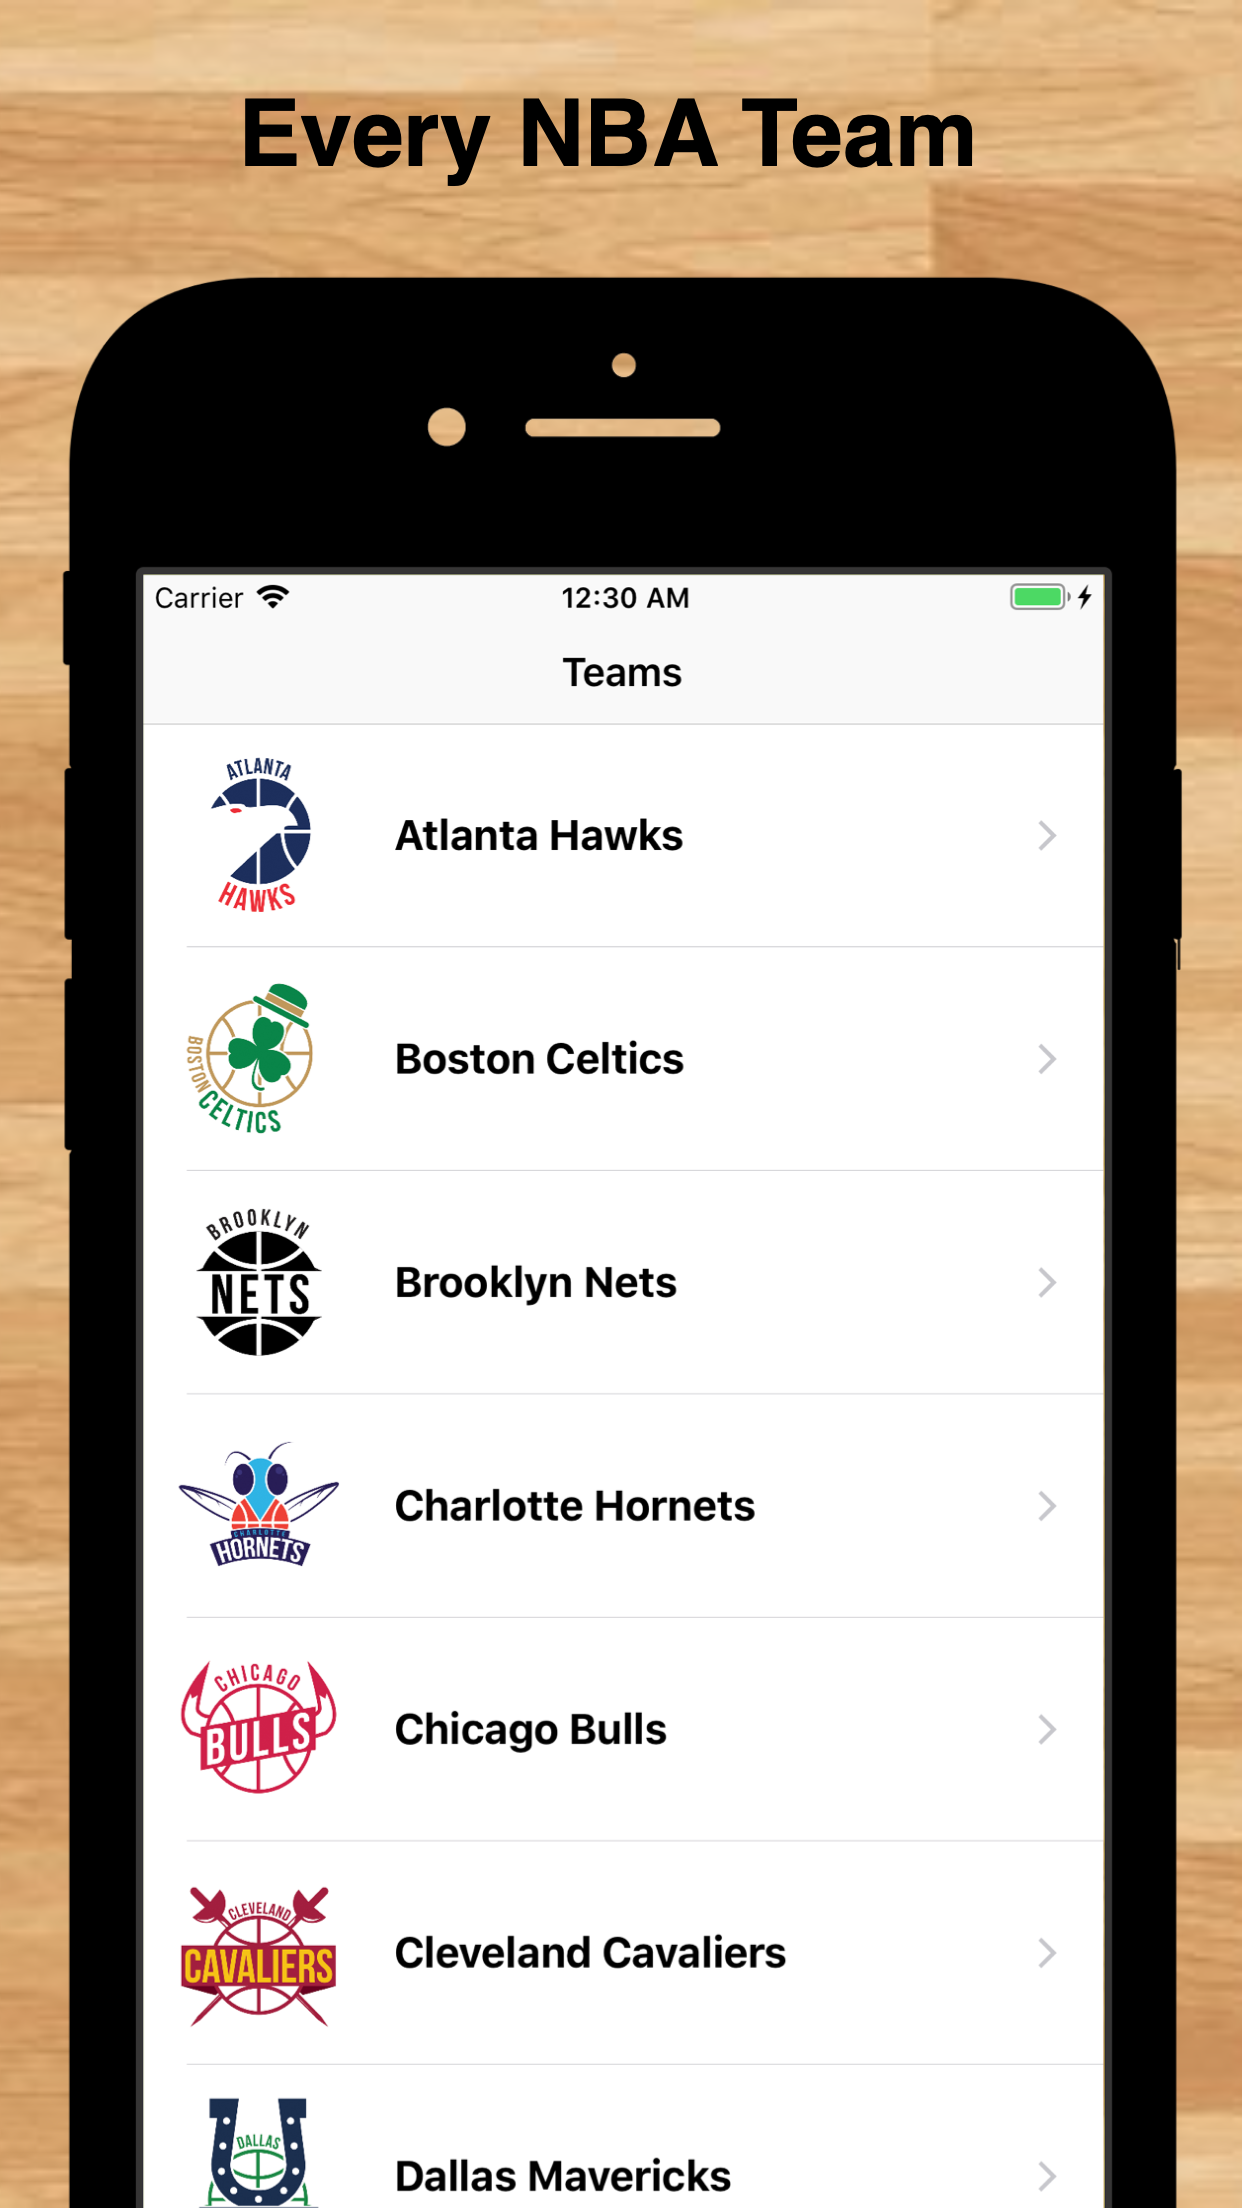 Every NBA Team
Carrier 12:30 AM
Teams
ATLANTA
HAWKS
Atlanta Hawks
BOSTON
CELTICS
Boston Celtics
BROOKLYN
NETS
Brooklyn Nets
CHARLOTTE
HORNETS
Charlotte Hornets
CHICAGO
BULLS
Chicago Bulls
CLEVELAND
CAVALIERS
Cleveland Cavaliers
DALLAS
Dallas Mavericks